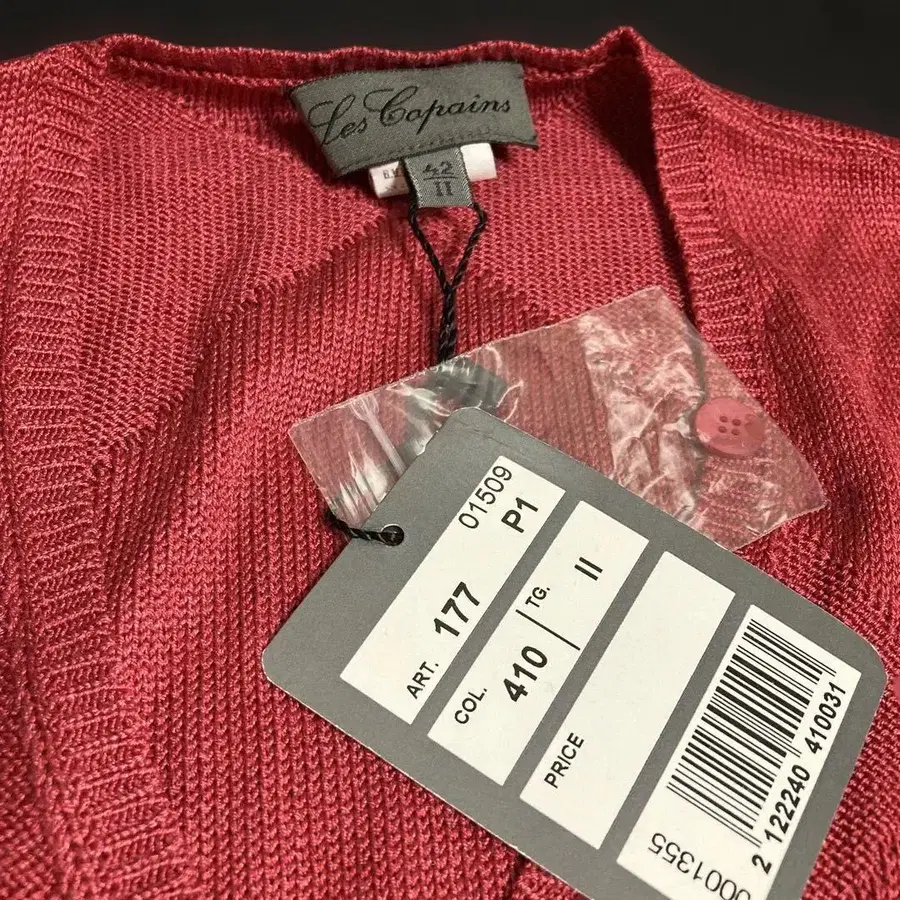 Les Copains
42
II
01509
ART. 177 P1
COL. 410 TG. II
PRICE
2 122240 410031
0001355